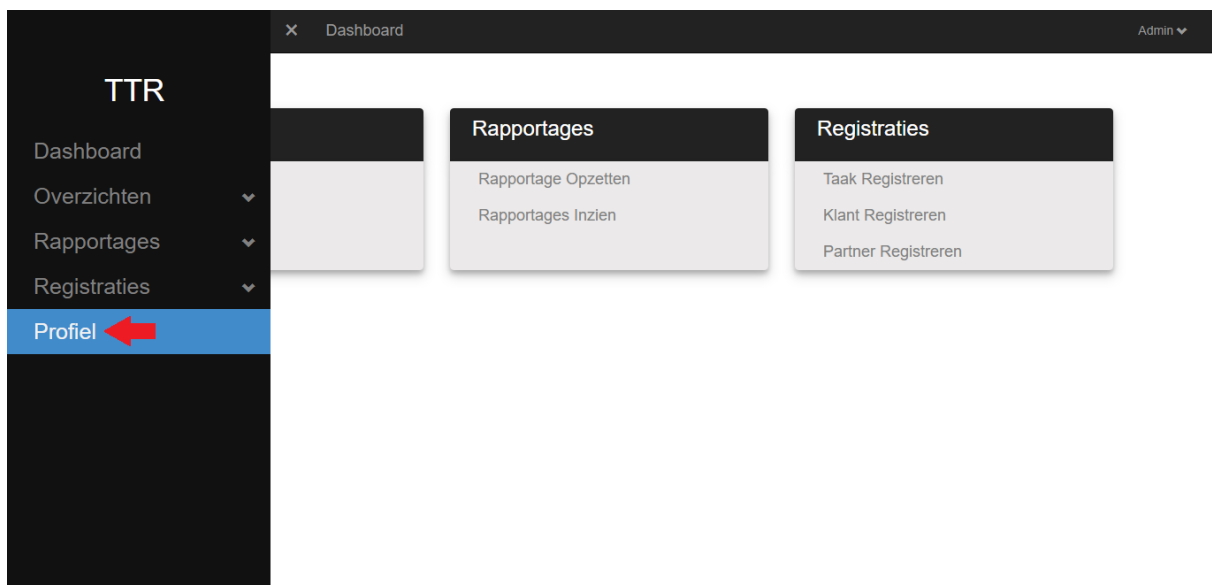 Dashboard
Admin
TTR
Dashboard
Overzichten
Rapportages
Registraties
Profiel
Rapportages
Rapportage Opzetten
Rapportages Inzien
Registraties
Taak Registreren
Klant Registreren
Partner Registreren